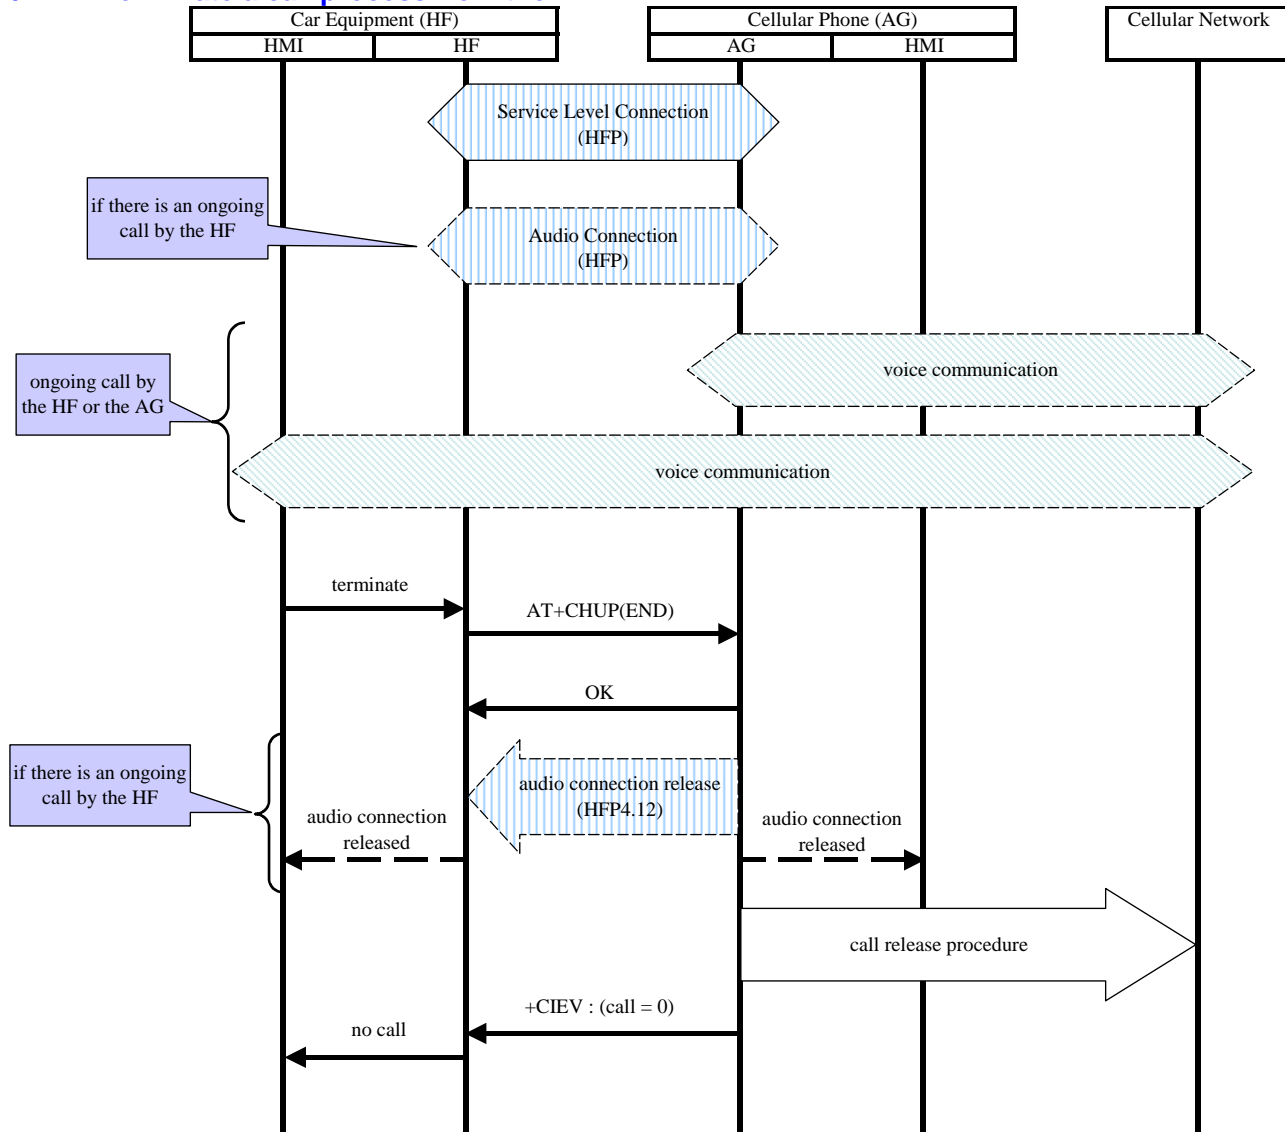 Car Equipment (HF)
Cellular Phone (AG)
Cellular Network
HMI
HF
AG
HMI
Service Level Connection
(HFP)
if there is an ongoing
call by the HF
Audio Connection
(HFP)
voice communication
ongoing call by
the HF or the AG
voice communication
terminate
AT+CHUP(END)
OK
if there is an ongoing
call by the HF
audio connection release
(HFP4.12)
audio connection
released
audio connection
released
call release procedure
+CIEV : (call = 0)
no call